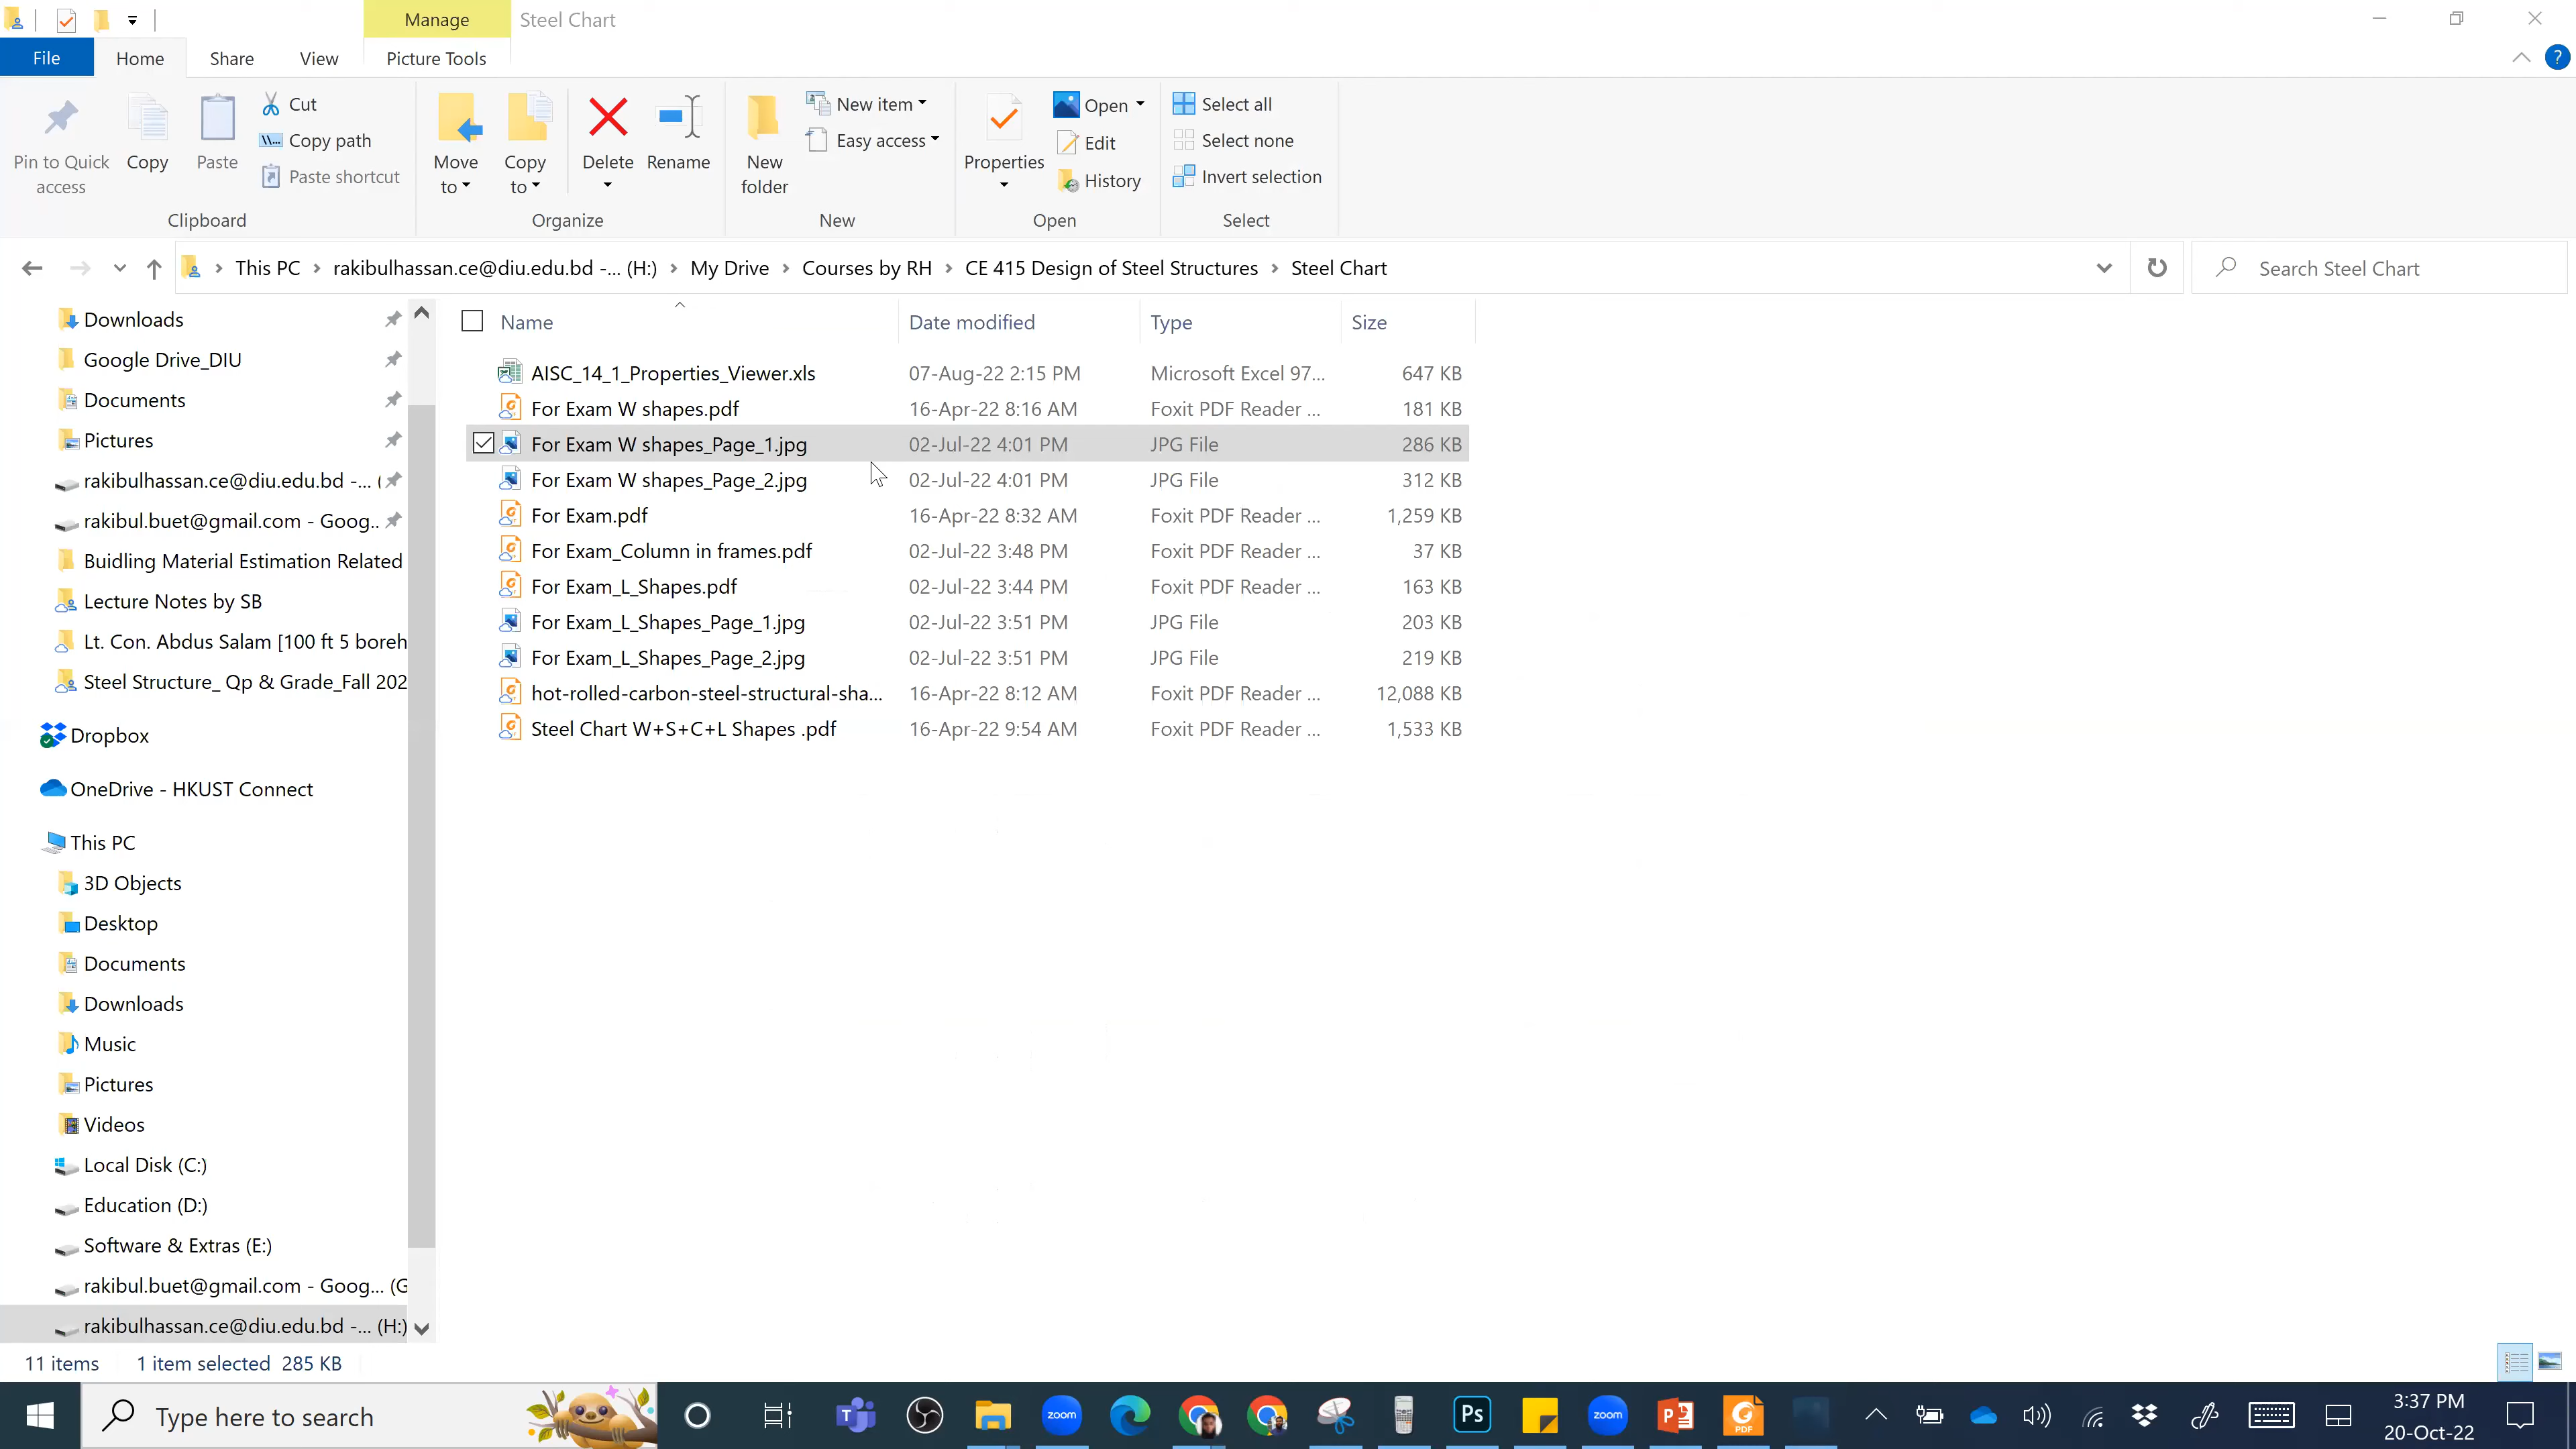 Manage
Steel Chart
File
Home
Share
View
Picture Tools
?
Pin to Quick access
Copy
Paste
Cut
Copy path
Paste shortcut
Clipboard
Move to
Copy to
Delete
Rename
Organize
New folder
New item
Easy access
New
Properties
Open
Edit
History
Open
Select all
Select none
Invert selection
Select
This PC
rakibulhassan.ce@diu.edu.bd -... (H:)
My Drive
Courses by RH
CE 415 Design of Steel Structures
Steel Chart
Search Steel Chart
Downloads
Google Drive_DIU
Documents
Pictures
rakibulhassan.ce@diu.edu.bd -... (
rakibul.buet@gmail.com - Goog..
Buidling Material Estimation Related
Lecture Notes by SB
Lt. Con. Abdus Salam [100 ft 5 boreh
Steel Structure_ Qp & Grade_Fall 202
Dropbox
OneDrive - HKUST Connect
This PC
3D Objects
Desktop
Documents
Downloads
Music
Pictures
Videos
Local Disk (C:)
Education (D:)
Software & Extras (E:)
rakibul.buet@gmail.com - Goog... (G
rakibulhassan.ce@diu.edu.bd -... (H:)
Name Date modified Type Size
AISC_14_1_Properties_Viewer.xls 07-Aug-22 2:15 PM Microsoft Excel 97... 647 KB
For Exam W shapes.pdf 16-Apr-22 8:16 AM Foxit PDF Reader ... 181 KB
For Exam W shapes_Page_1.jpg 02-Jul-22 4:01 PM JPG File 286 KB
For Exam W shapes_Page_2.jpg 02-Jul-22 4:01 PM JPG File 312 KB
For Exam.pdf 16-Apr-22 8:32 AM Foxit PDF Reader ... 1,259 KB
For Exam_Column in frames.pdf 02-Jul-22 3:48 PM Foxit PDF Reader ... 37 KB
For Exam_L_Shapes.pdf 02-Jul-22 3:44 PM Foxit PDF Reader ... 163 KB
For Exam_L_Shapes_Page_1.jpg 02-Jul-22 3:51 PM JPG File 203 KB
For Exam_L_Shapes_Page_2.jpg 02-Jul-22 3:51 PM JPG File 219 KB
hot-rolled-carbon-steel-structural-sha... 16-Apr-22 8:12 AM Foxit PDF Reader ... 12,088 KB
Steel Chart W+S+C+L Shapes .pdf 16-Apr-22 9:54 AM Foxit PDF Reader ... 1,533 KB
11 items 1 item selected 285 KB
Type here to search
T
zoom
Ps
zoom
P
PDF
3:37 PM
20-Oct-22